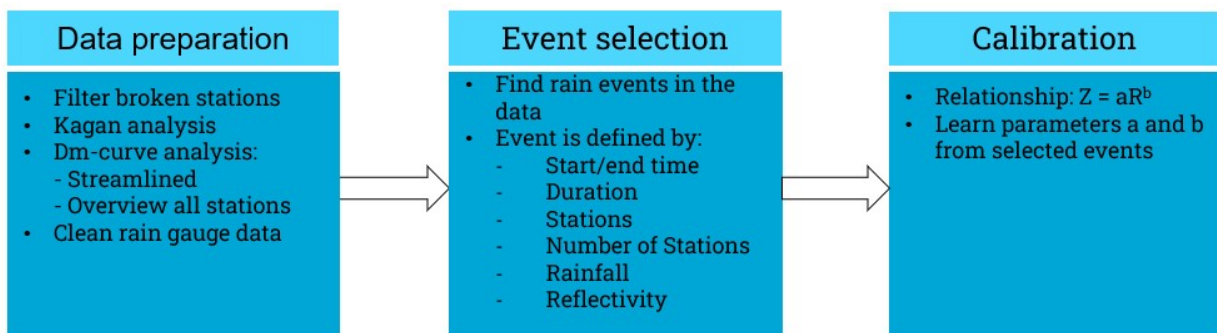 Data preparation
• Filter broken stations
• Kagan analysis
• Dm-curve analysis:
- Streamlined
- Overview all stations
• Clean rain gauge data
Event selection
• Find rain events in the
data
• Event is defined by:
- Start/end time
- Duration
- Stations
- Number of Stations
- Rainfall
- Reflectivity
Calibration
• Relationship: Z = aRᵇ
• Learn parameters a and b
from selected events